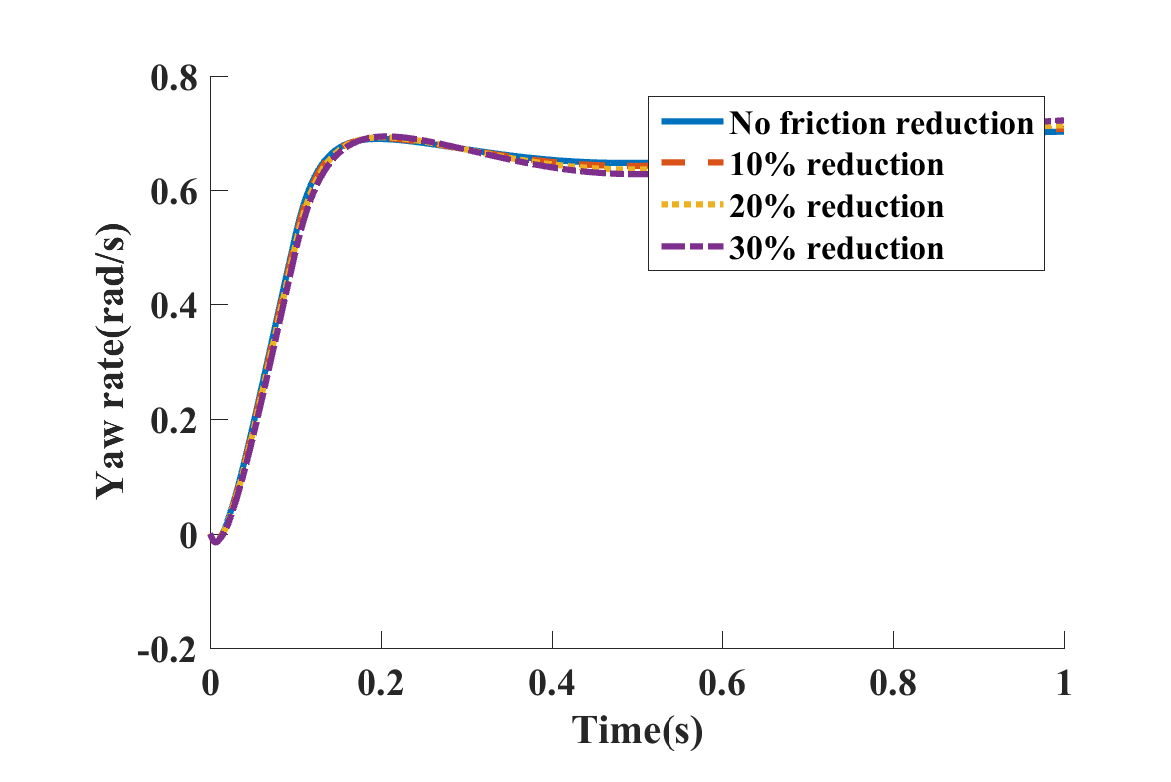 0.8
0.6
0.4
0.2
0
-0.2
Yaw rate(rad/s)
No friction reduction
10% reduction
20% reduction
30% reduction
0
0.2
0.4
0.6
0.8
1
Time(s)